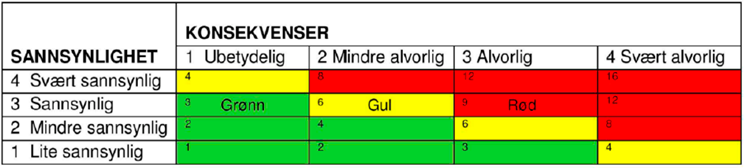 KONSEKVENSER
SANNSYNLIGHET 1 Ubetydelig 2 Mindre alvorlig 3 Alvorlig 4 Svært alvorlig
4 Svært sannsynlig 4 8 12 16
3 Sannsynlig 3 Grønn 6 Gul 9 Rød 12
2 Mindre sannsynlig 2 4 6 8
1 Lite sannsynlig 1 2 3 4